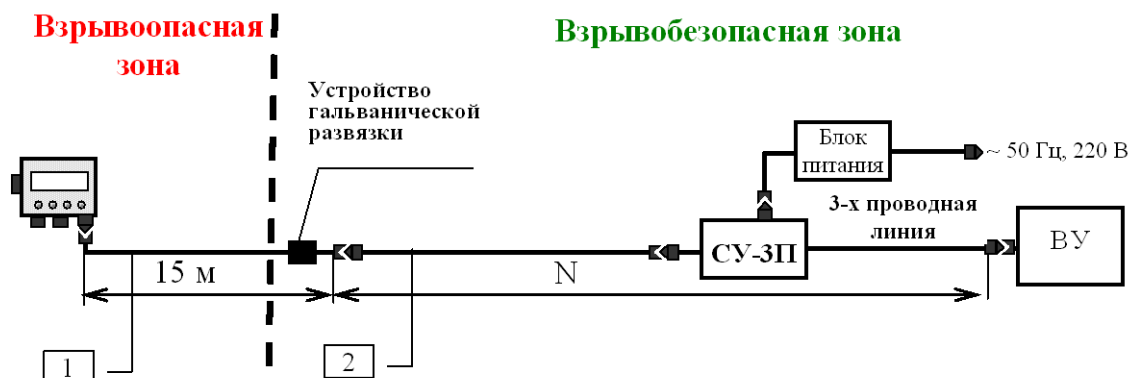 Взрывоопасная
зона
Взрывобезопасная зона
Устройство
гальванической
развязки
Блок
питания
~ 50 Гц, 220 В
3-х проводная
линия
СУ-3П
ВУ
15 м
N
1
2